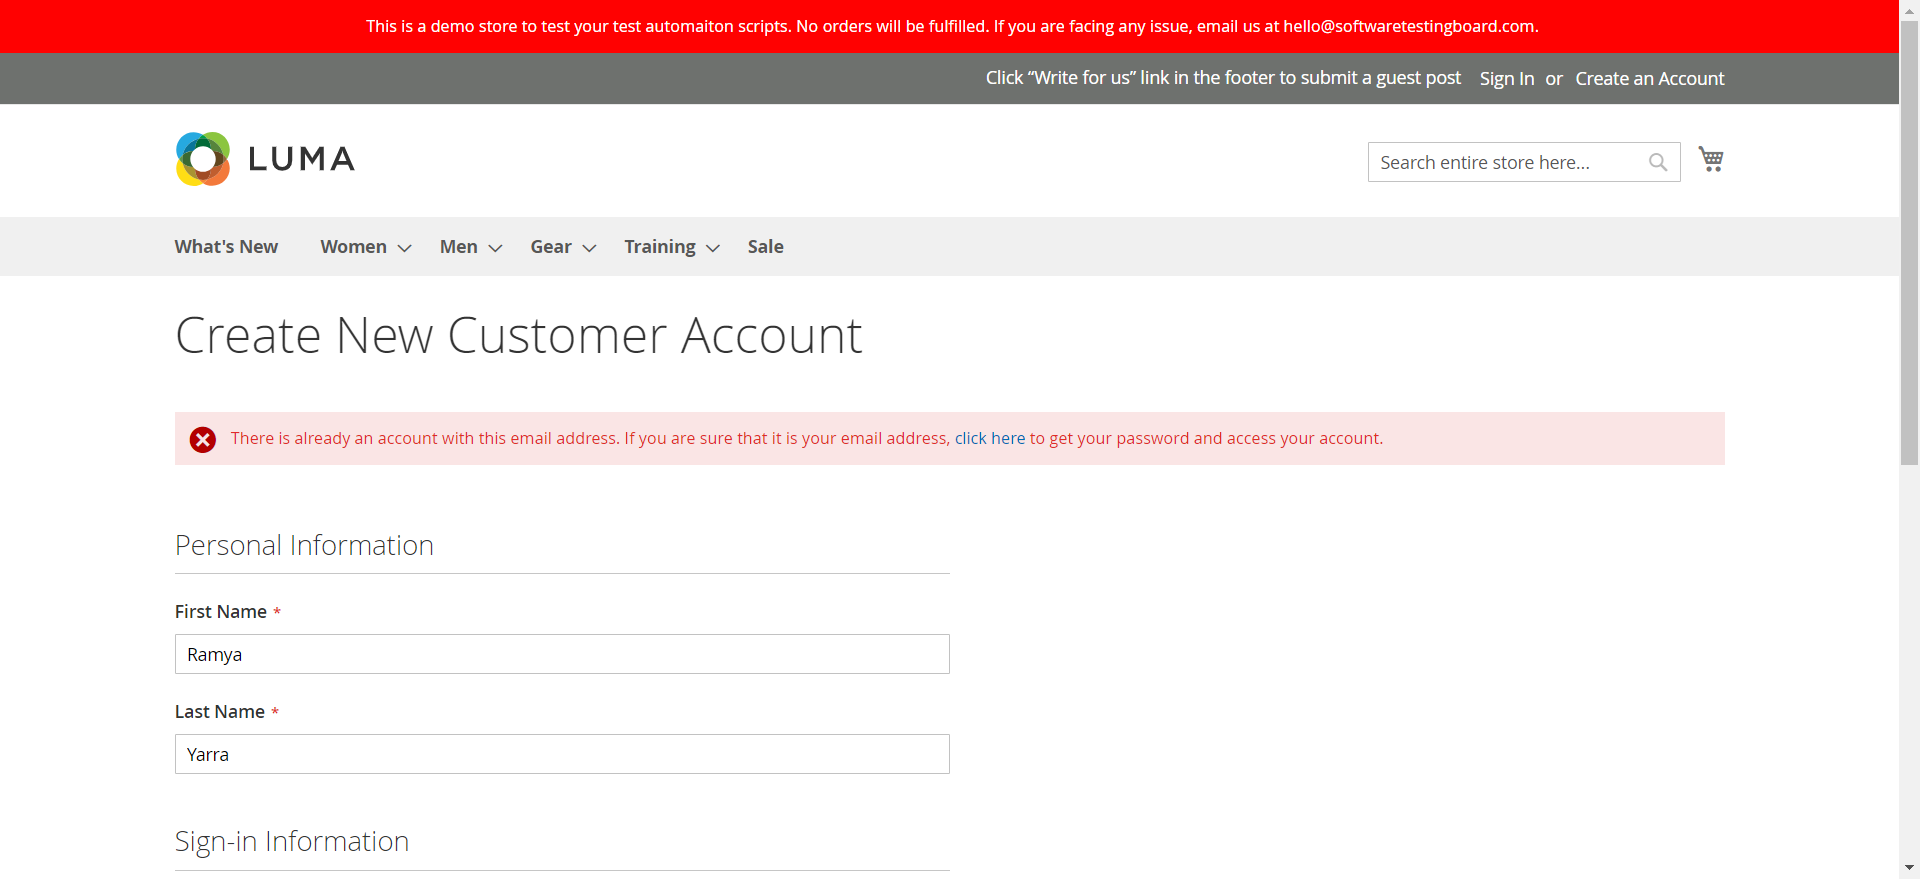 This is a demo store to test your test automaiton scripts. No orders will be fulfilled. If you are facing any issue, email us at hello@softwaretestingboard.com.
Click “Write for us” link in the footer to submit a guest post Sign In or Create an Account
LUMA
Search entire store here...
What's New Women Men Gear Training Sale
Create New Customer Account
There is already an account with this email address. If you are sure that it is your email address, click here to get your password and access your account.
Personal Information
First Name *
Ramya
Last Name *
Yarra
Sign-in Information